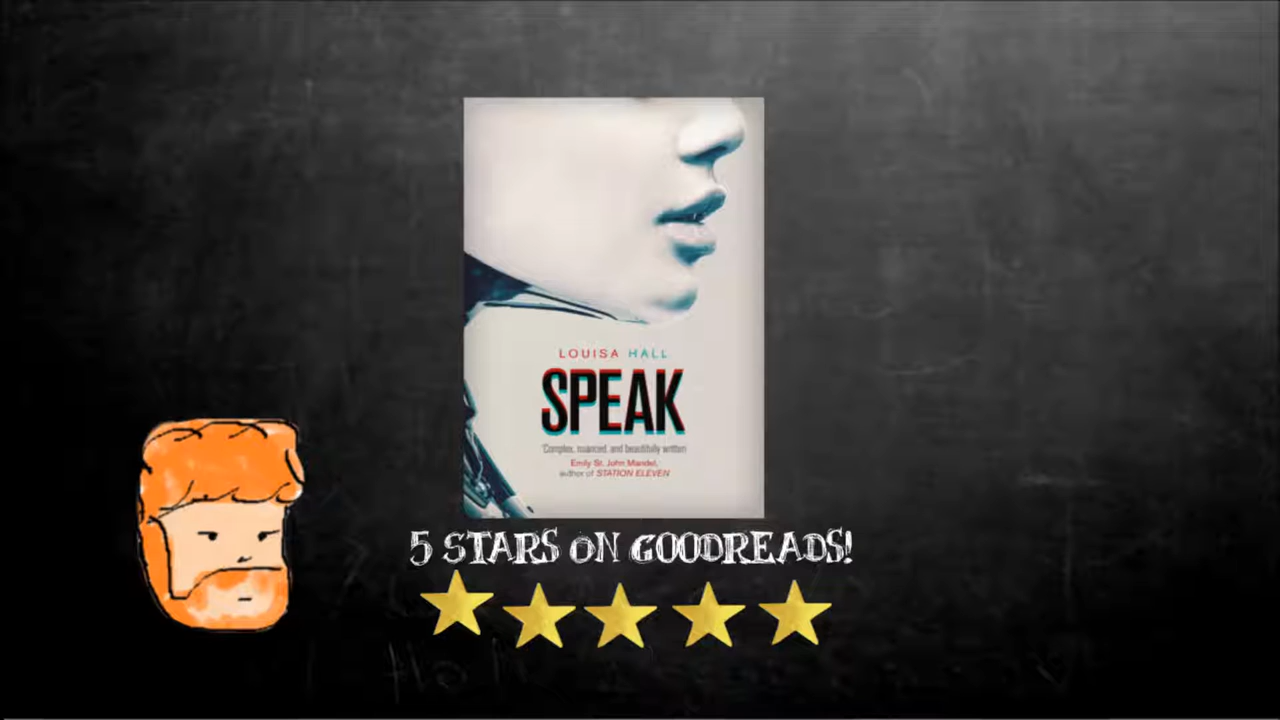 LOUISA HALL
SPEAK
'Complex, nuanced, and beautifully written'
Emily St. John Mandel,
author of STATION ELEVEN
5 STARS ON GOODREADS!